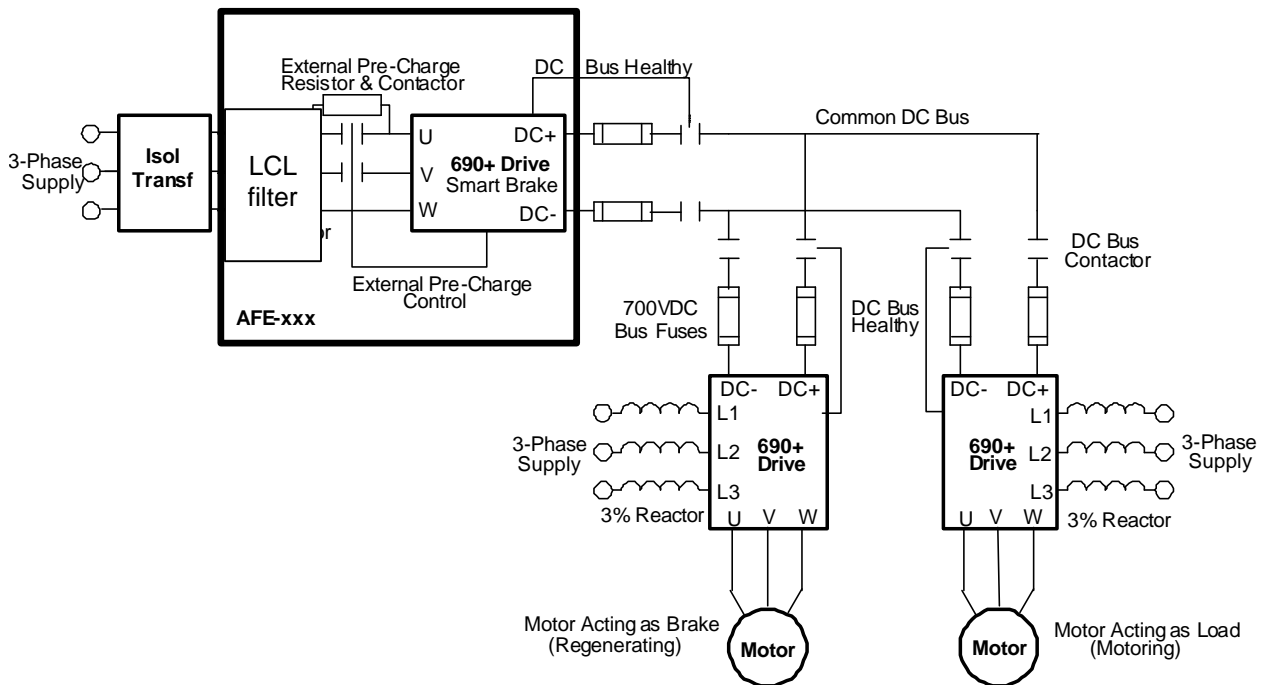 External Pre-Charge
Resistor & Contactor
DC Bus Healthy
Common DC Bus
3-Phase
Supply
Isol
Transf
LCL
filter
U
V
W
690+ Drive
Smart Brake
DC+
DC-
External Pre-Charge
Control
AFE-xxx
DC Bus
Contactor
700VDC
Bus Fuses
DC Bus
Healthy
DC-
DC+
L1
L2
L3
690+
Drive
U
V
W
3-Phase
Supply
3% Reactor
DC-
DC+
L1
L2
L3
690+
Drive
U
V
W
3-Phase
Supply
3% Reactor
Motor Acting as Brake
(Regenerating)
Motor
Motor
Motor Acting as Load
(Motoring)